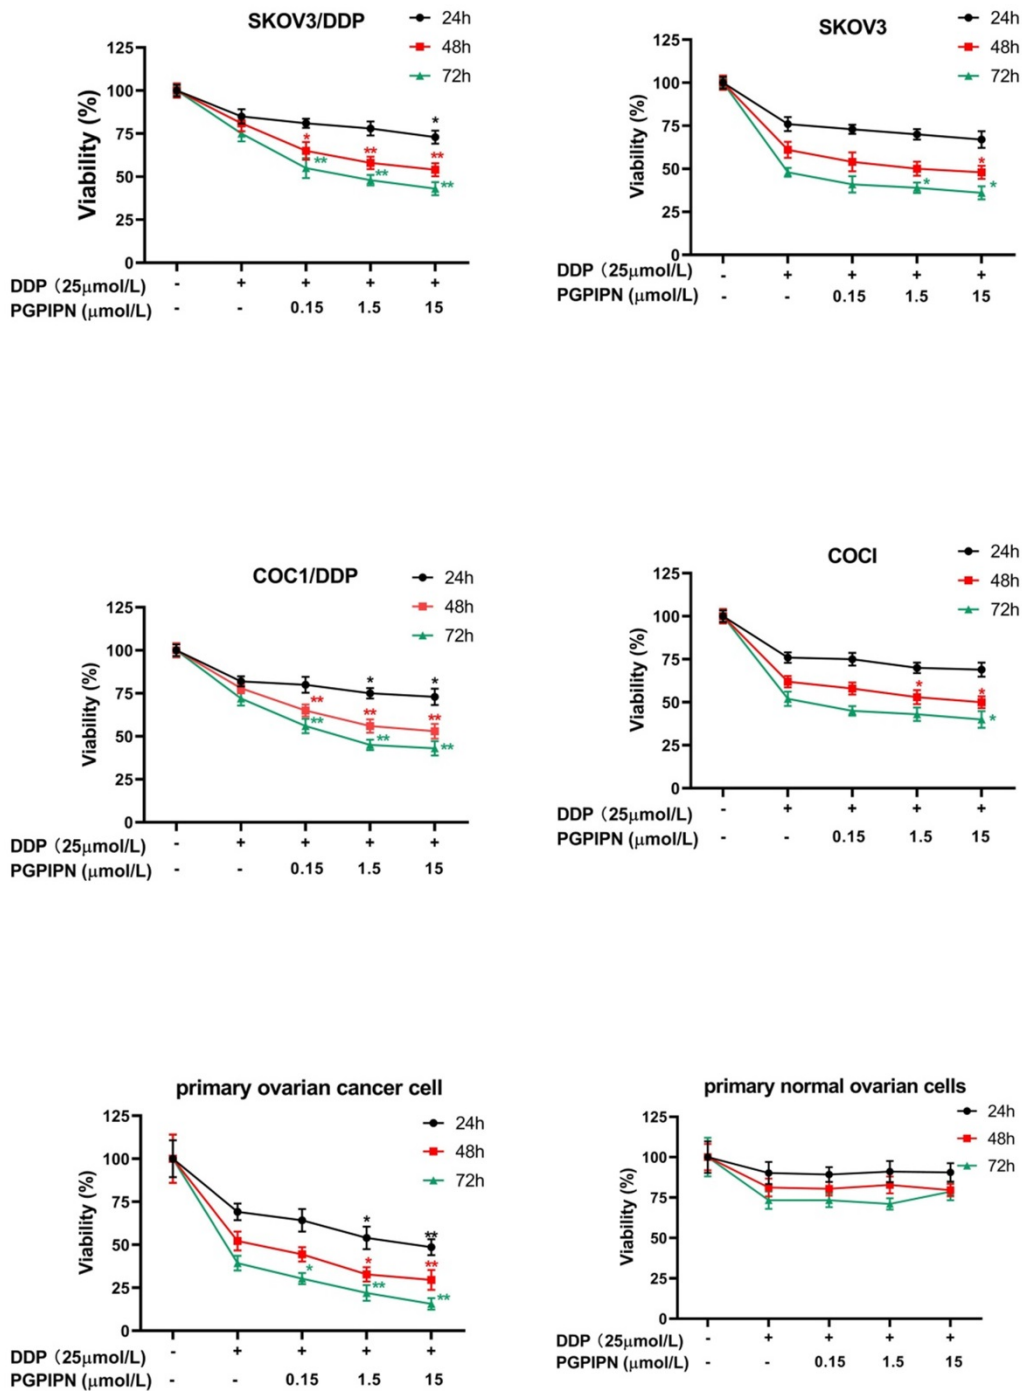 SKOV3/DDP
24h
48h
72h
Viability (%)
125
100
75
50
25
0
DDP（25μmol/L) - + + + +
PGPIPN (μmol/L) - - 0.15 1.5 15
* ** ** * ** ** ** **
SKOV3
24h
48h
72h
Viability (%)
125
100
75
50
25
0
* * *
DDP（25μmol/L) - + + + +
PGPIPN (μmol/L) - - 0.15 1.5 15
COC1/DDP
24h
48h
72h
Viability (%)
125
100
75
50
25
0
** ** * ** ** * ** **
DDP（25μmol/L) - + + + +
PGPIPN (μmol/L) - - 0.15 1.5 15
COCI
24h
48h
72h
Viability (%)
125
100
75
50
25
0
* * *
DDP（25μmol/L) - + + + +
PGPIPN (μmol/L) - - 0.15 1.5 15
primary ovarian cancer cell
24h
48h
72h
Viability (%)
125
100
75
50
25
0
* * * ** ** ** **
DDP（25μmol/L) - + + + +
PGPIPN (μmol/L) - - 0.15 1.5 15
primary normal ovarian cells
24h
48h
72h
Viability (%)
125
100
75
50
25
0
DDP（25μmol/L) - + + + +
PGPIPN (μmol/L) - - 0.15 1.5 15